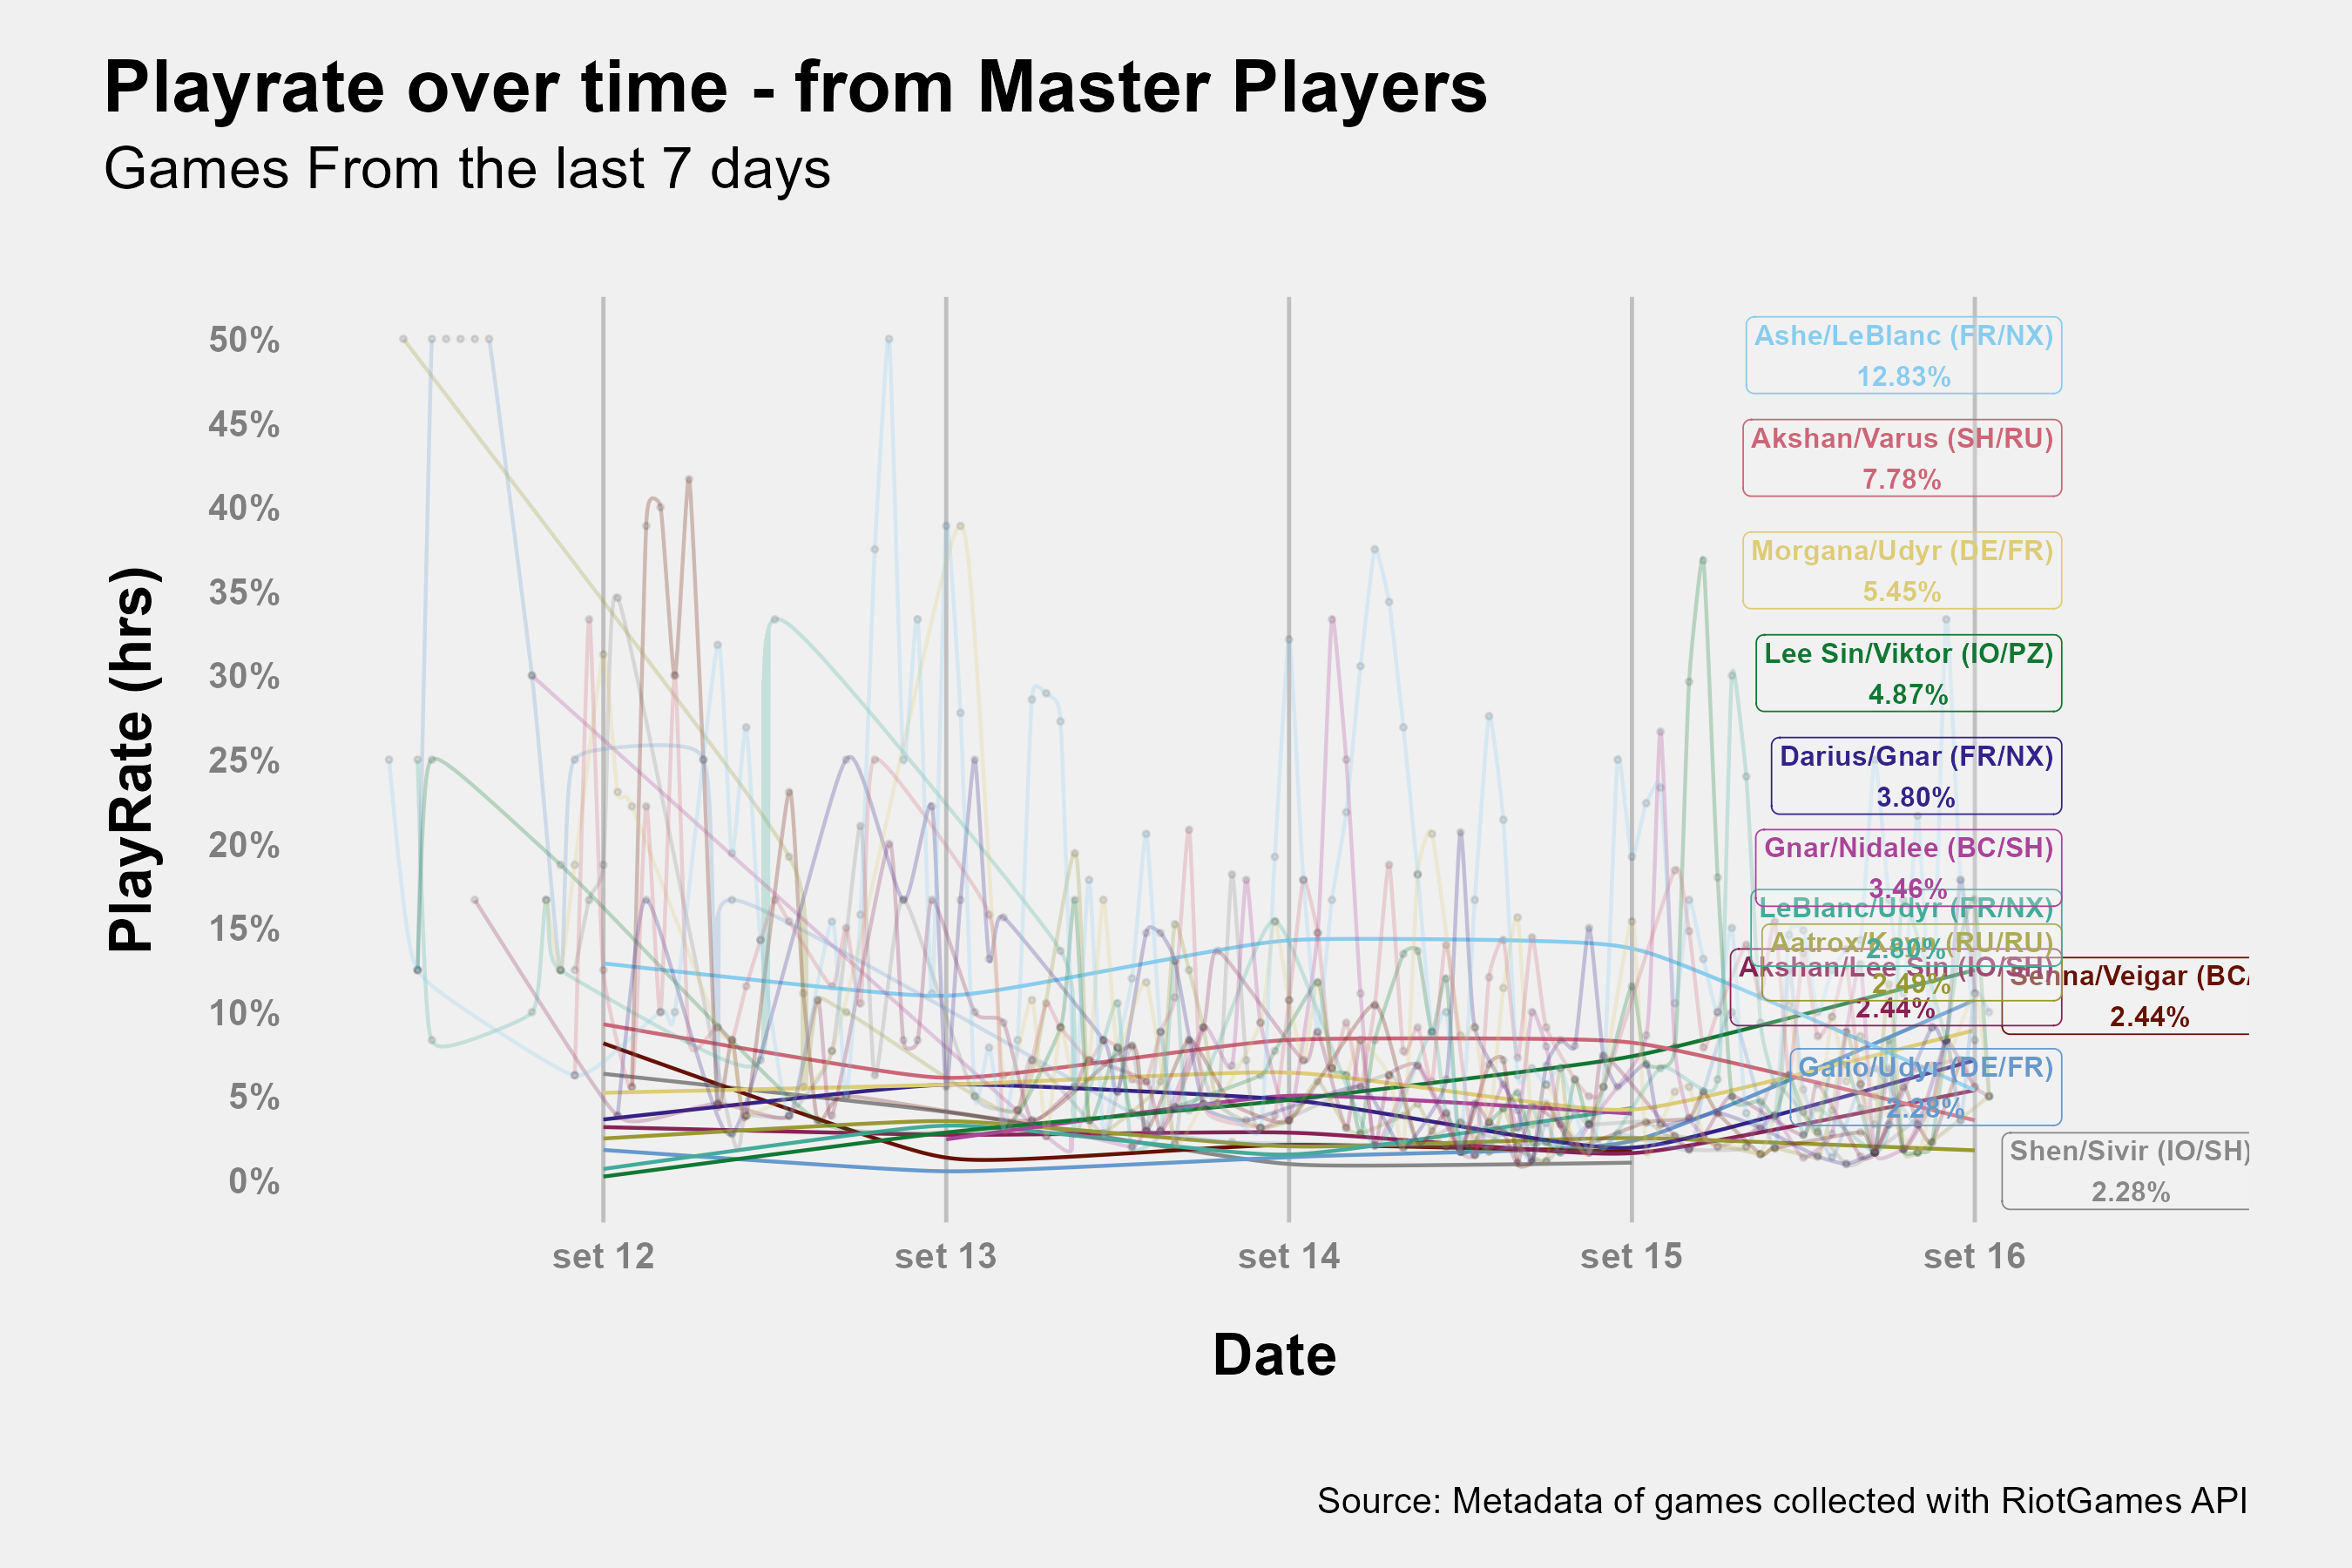 Playrate over time - from Master Players
Games From the last 7 days
PlayRate (hrs)
50%
45%
40%
35%
30%
25%
20%
15%
10%
5%
0%
Ashe/LeBlanc (FR/NX)
12.83%
Akshan/Varus (SH/RU)
7.78%
Morgana/Udyr (DE/FR)
5.45%
Lee Sin/Viktor (IO/PZ)
4.87%
Darius/Gnar (FR/NX)
3.80%
Gnar/Nidalee (BC/SH)
3.46%
LeBlanc/Udyr (FR/NX)
2.80%
Aatrox/Kayn (RU/RU)
2.49%
Akshan/Lee Sin (IO/SH)
2.44%
Senna/Veigar (BC/
2.44%
Galio/Udyr (DE/FR)
2.28%
Shen/Sivir (IO/SH)
2.28%
set 12
set 13
set 14
set 15
set 16
Date
Source: Metadata of games collected with RiotGames API